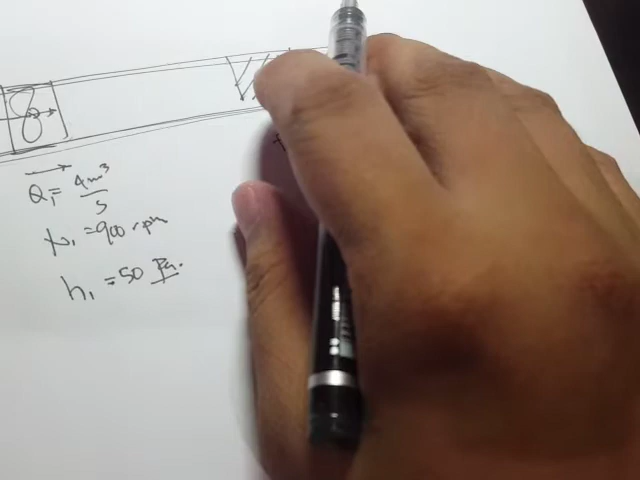 Q₁ = 4m³/s
N₁ = 900 rpm
h₁ = 50 Pa.